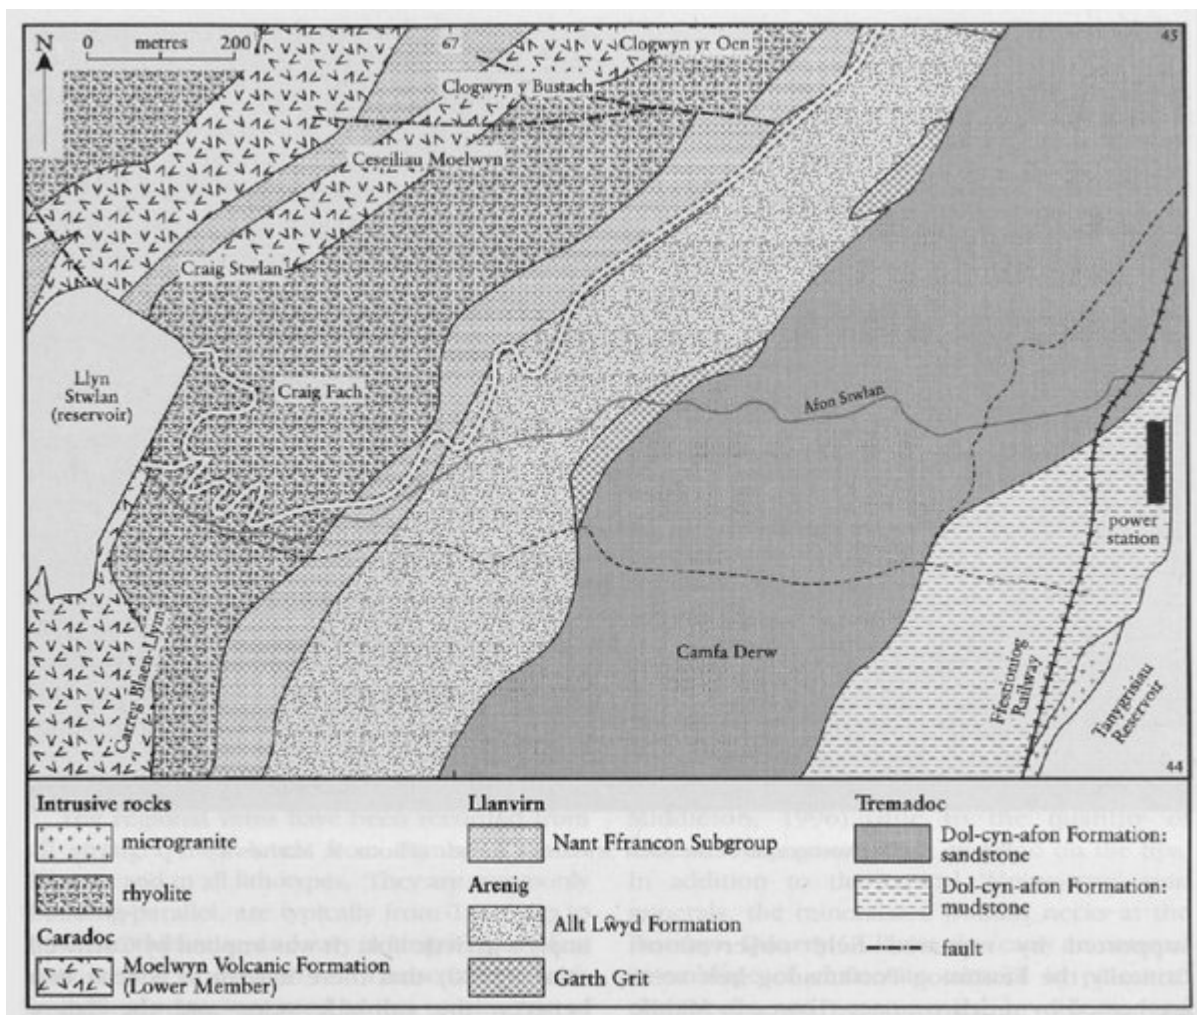 N
0 metres 200
67
45
Clogwyn yr Oen
Clogwyn y Bustach
Ceseiliau Moelwyn
Craig Stwlan
Llyn
Stwlan
(reservoir)
Craig Fach
Afon Stwlan
power
station
Camfa Derw
Carreg Blaen-Llym
Ffestiniog
Railway
Tanygrisiau
Reservoir
44
Intrusive rocks
microgranite
rhyolite
Caradoc
Moelwyn Volcanic Formation
(Lower Member)
Llanvirn
Nant Ffrancon Subgroup
Arenig
Allt Lŵyd Formation
Garth Grit
Tremadoc
Dol-cyn-afon Formation:
sandstone
Dol-cyn-afon Formation:
mudstone
fault